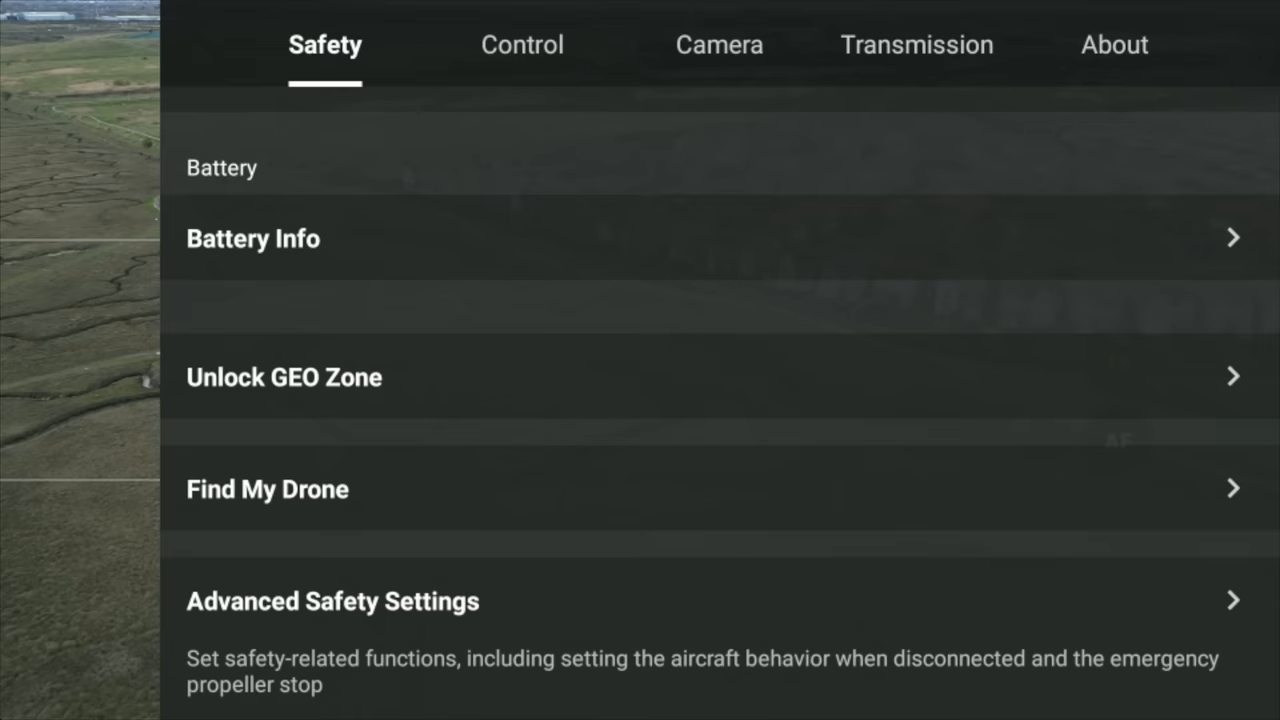 Safety Control Camera Transmission About
Battery
Battery Info
Unlock GEO Zone
AF
Find My Drone
Advanced Safety Settings
Set safety-related functions, including setting the aircraft behavior when disconnected and the emergency
propeller stop